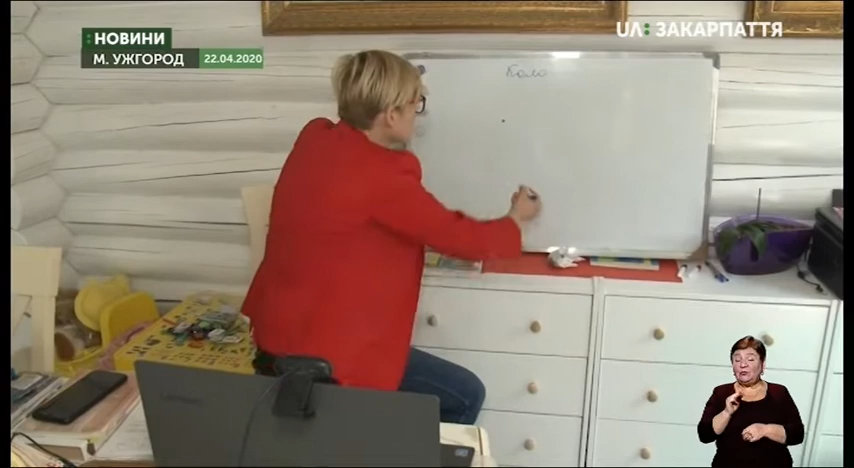 НОВИНИ
М. УЖГОРОД
22.04.2020
UA: ЗАКАРПАТТЯ
Коло